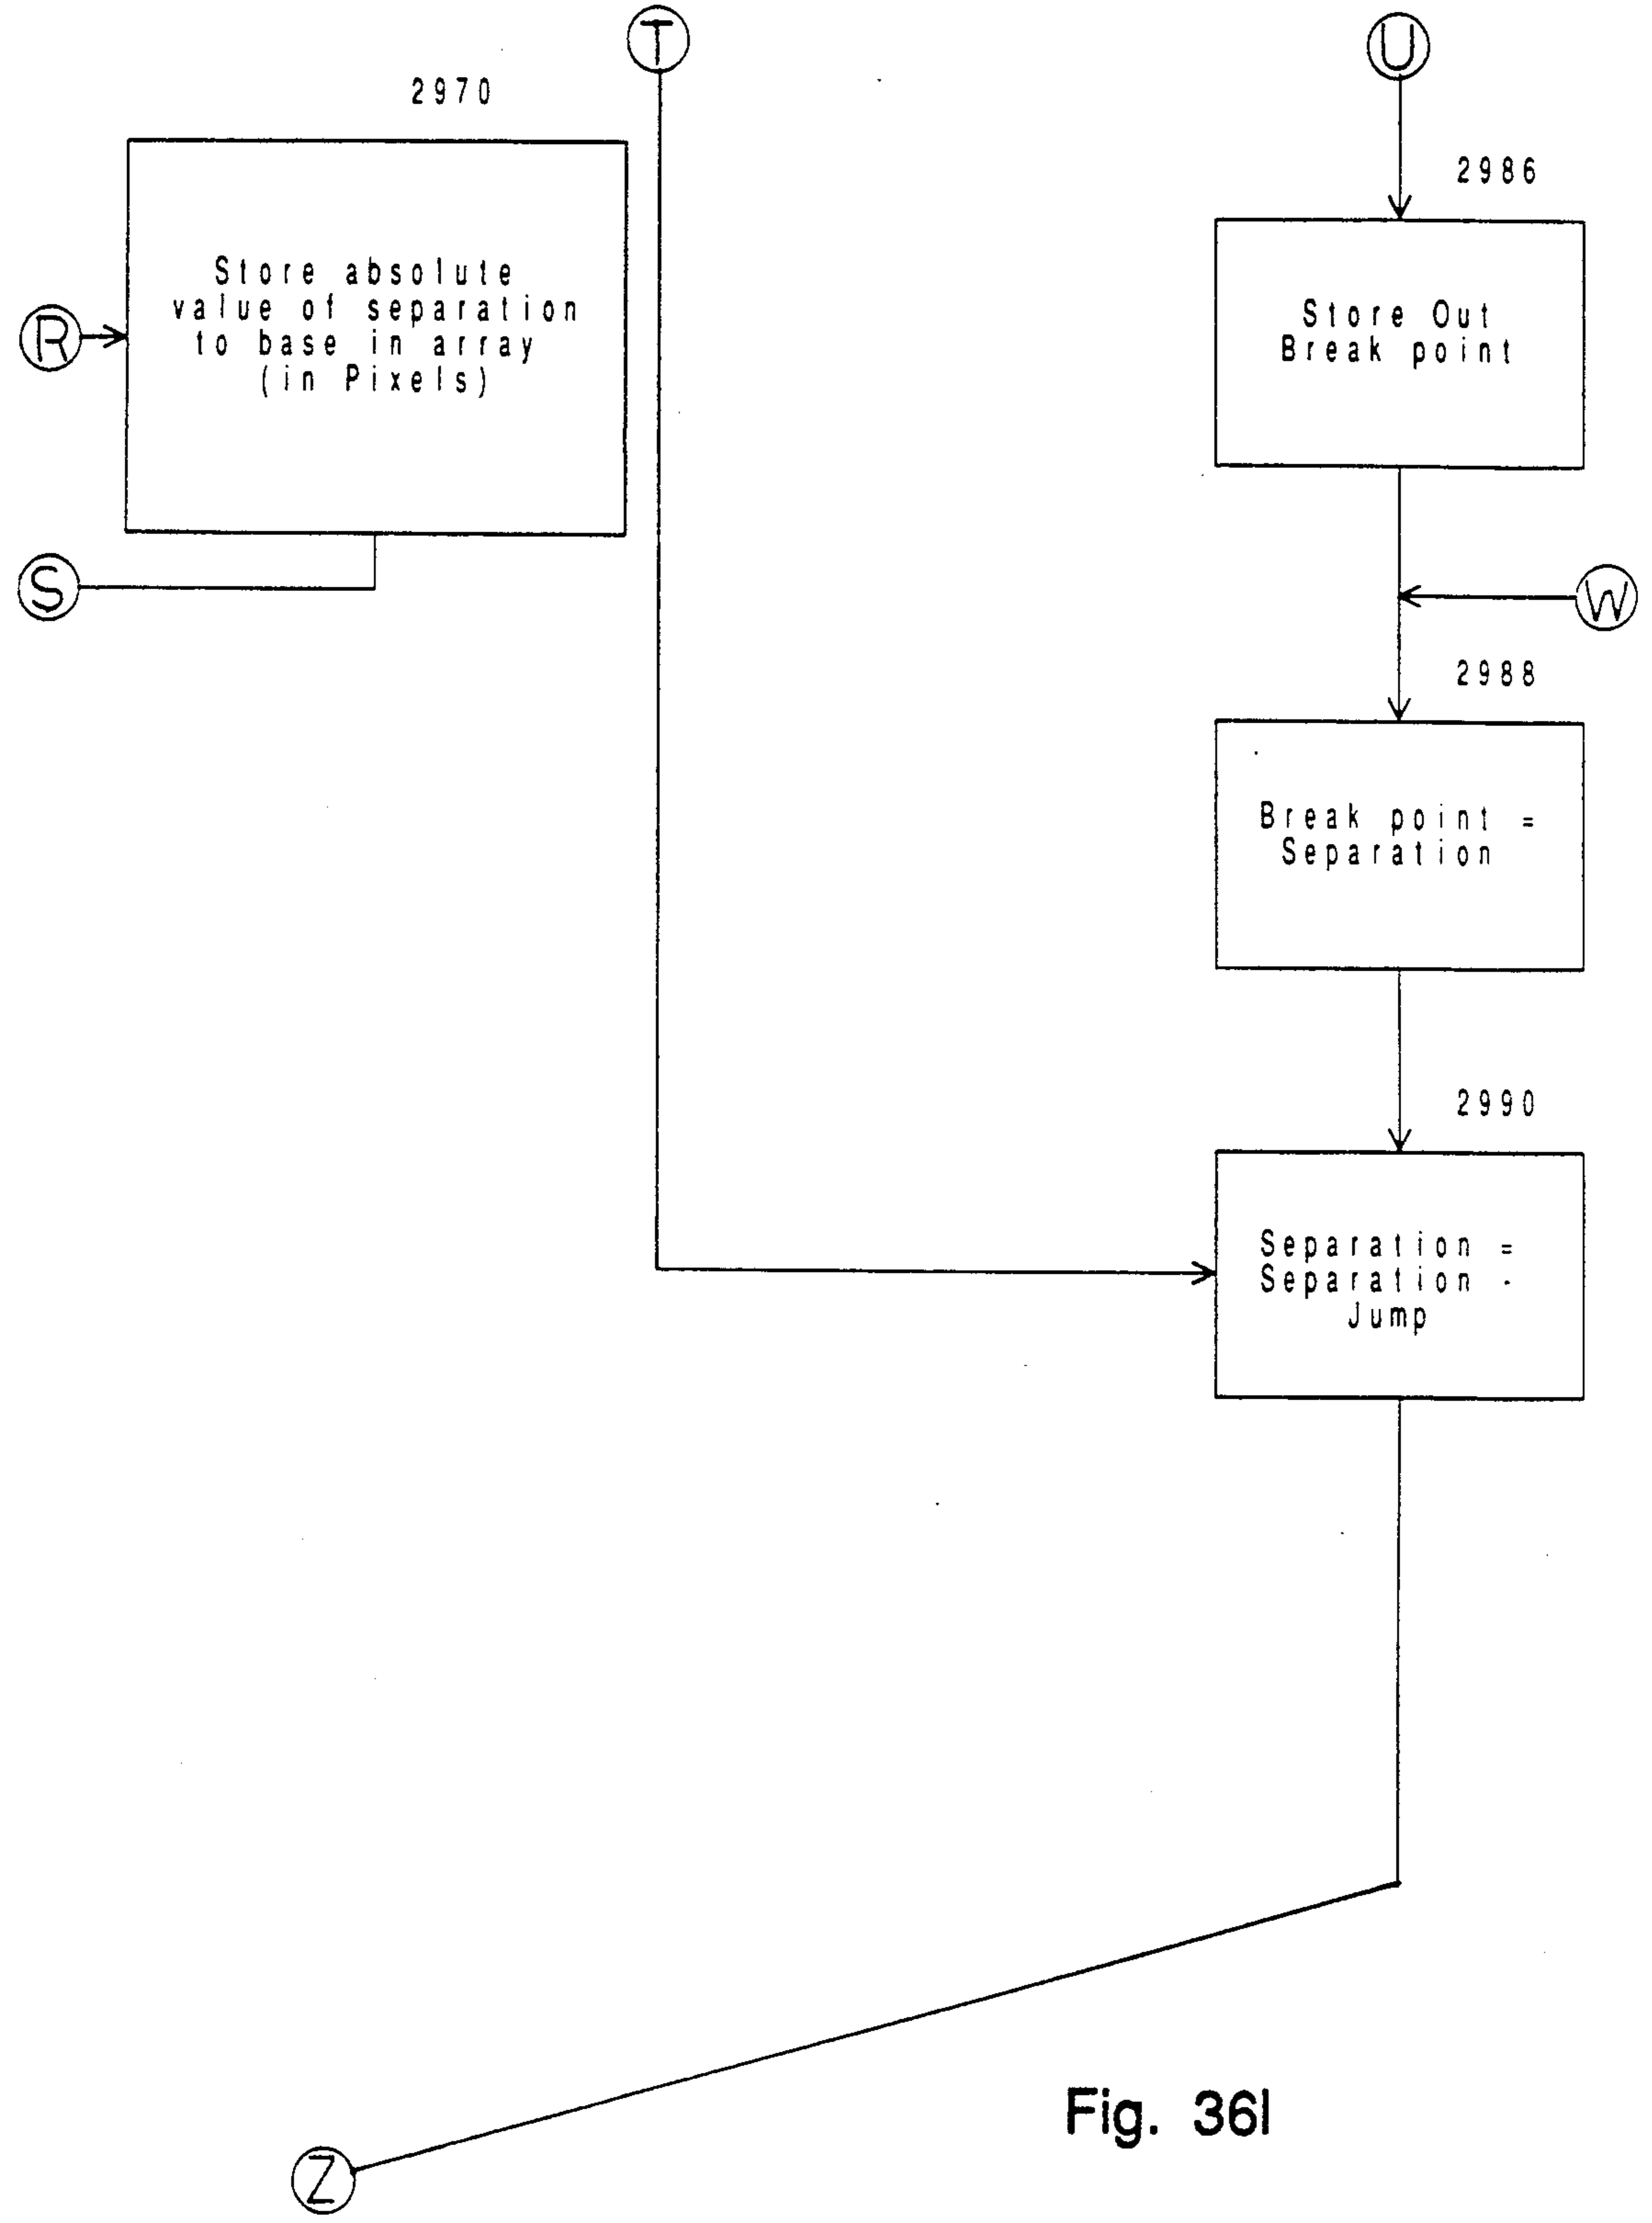 T
U
2970
2986
Store absolute
value of separation
to base in array
(in Pixels)
R
Store Out
Break point
S
W
2988
Break point =
Separation
2990
Separation =
Separation -
Jump
Fig. 36I
Z